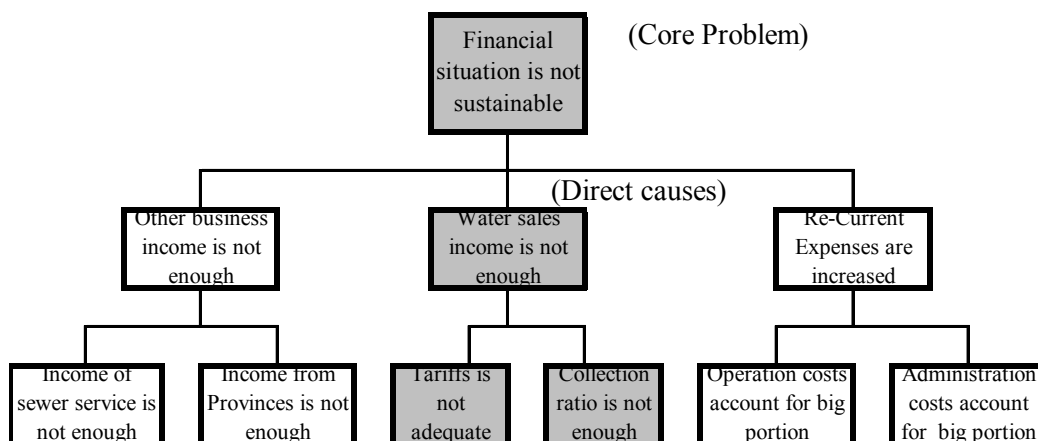 Financial
situation is not
sustainable
(Core Problem)
(Direct causes)
Other business
income is not
enough
Water sales
income is not
enough
Re-Current
Expenses are
increased
Income of
sewer service is
not enough
Income from
Provinces is not
enough
Tariffs is
not
adequate
Collection
ratio is not
enough
Operation costs
account for big
portion
Administration
costs account
for big portion